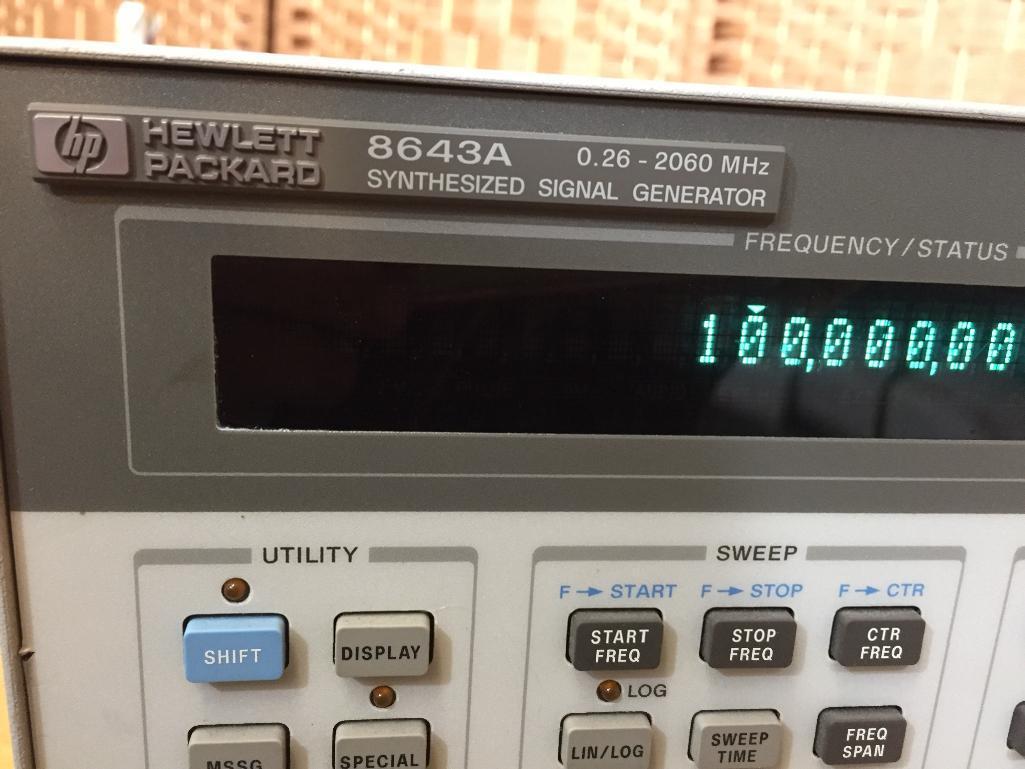 hp HEWLETT PACKARD 8643A 0.26 - 2060 MHz
SYNTHESIZED SIGNAL GENERATOR
FREQUENCY/STATUS
100,000,00
UTILITY
SWEEP
F → START F → STOP F → CTR
SHIFT
DISPLAY
START FREQ
STOP FREQ
CTR FREQ
LOG
MSSG
SPECIAL
LIN/LOG
SWEEP TIME
FREQ SPAN